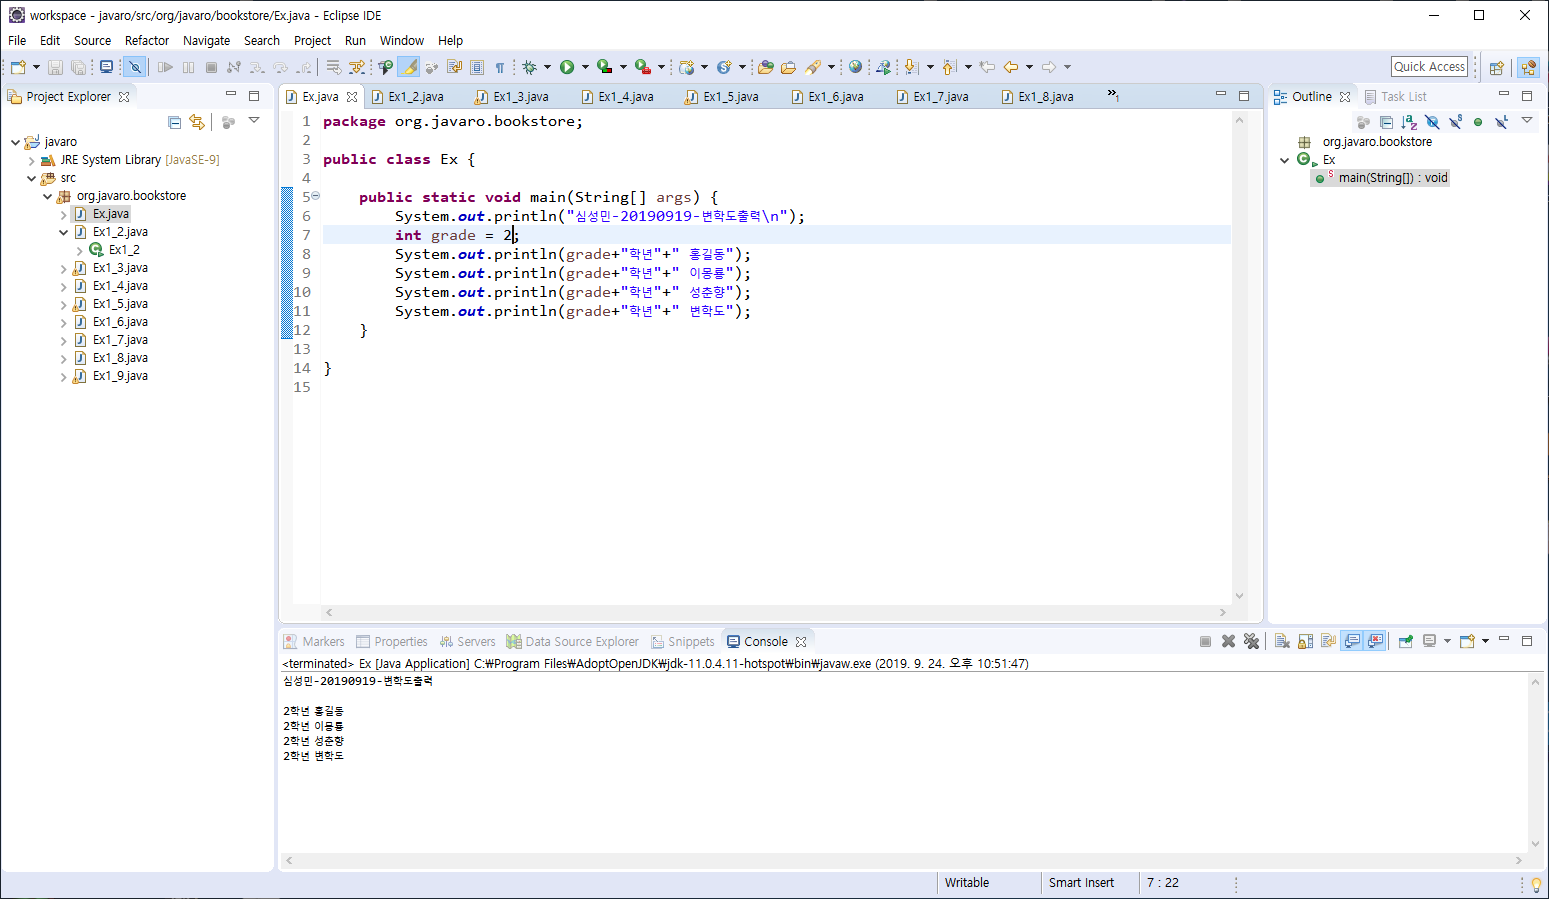 workspace - javaro/src/org/javaro/bookstore/Ex.java - Eclipse IDE
File Edit Source Refactor Navigate Search Project Run Window Help
Quick Access
Project Explorer
javaro
JRE System Library [JavaSE-9]
src
org.javaro.bookstore
Ex.java
Ex1_2.java
Ex1_2
Ex1_3.java
Ex1_4.java
Ex1_5.java
Ex1_6.java
Ex1_7.java
Ex1_8.java
Ex1_9.java
Ex.java Ex1_2.java Ex1_3.java Ex1_4.java Ex1_5.java Ex1_6.java Ex1_7.java Ex1_8.java »1
1 package org.javaro.bookstore;
2
3 public class Ex {
4
5 public static void main(String[] args) {
6 System.out.println("심성민-20190919-변학도출력\n");
7 int grade = 2;
8 System.out.println(grade+"학년"+" 홍길동");
9 System.out.println(grade+"학년"+" 이몽룡");
10 System.out.println(grade+"학년"+" 성춘향");
11 System.out.println(grade+"학년"+" 변학도");
12 }
13
14 }
15
Outline Task List
org.javaro.bookstore
Ex
main(String[]) : void
Markers Properties Servers Data Source Explorer Snippets Console
<terminated> Ex [Java Application] C:₩Program Files₩AdoptOpenJDK₩jdk-11.0.4.11-hotspot₩bin₩javaw.exe (2019. 9. 24. 오후 10:51:47)
심성민-20190919-변학도출력
2학년 홍길동
2학년 이몽룡
2학년 성춘향
2학년 변학도
Writable Smart Insert 7 : 22